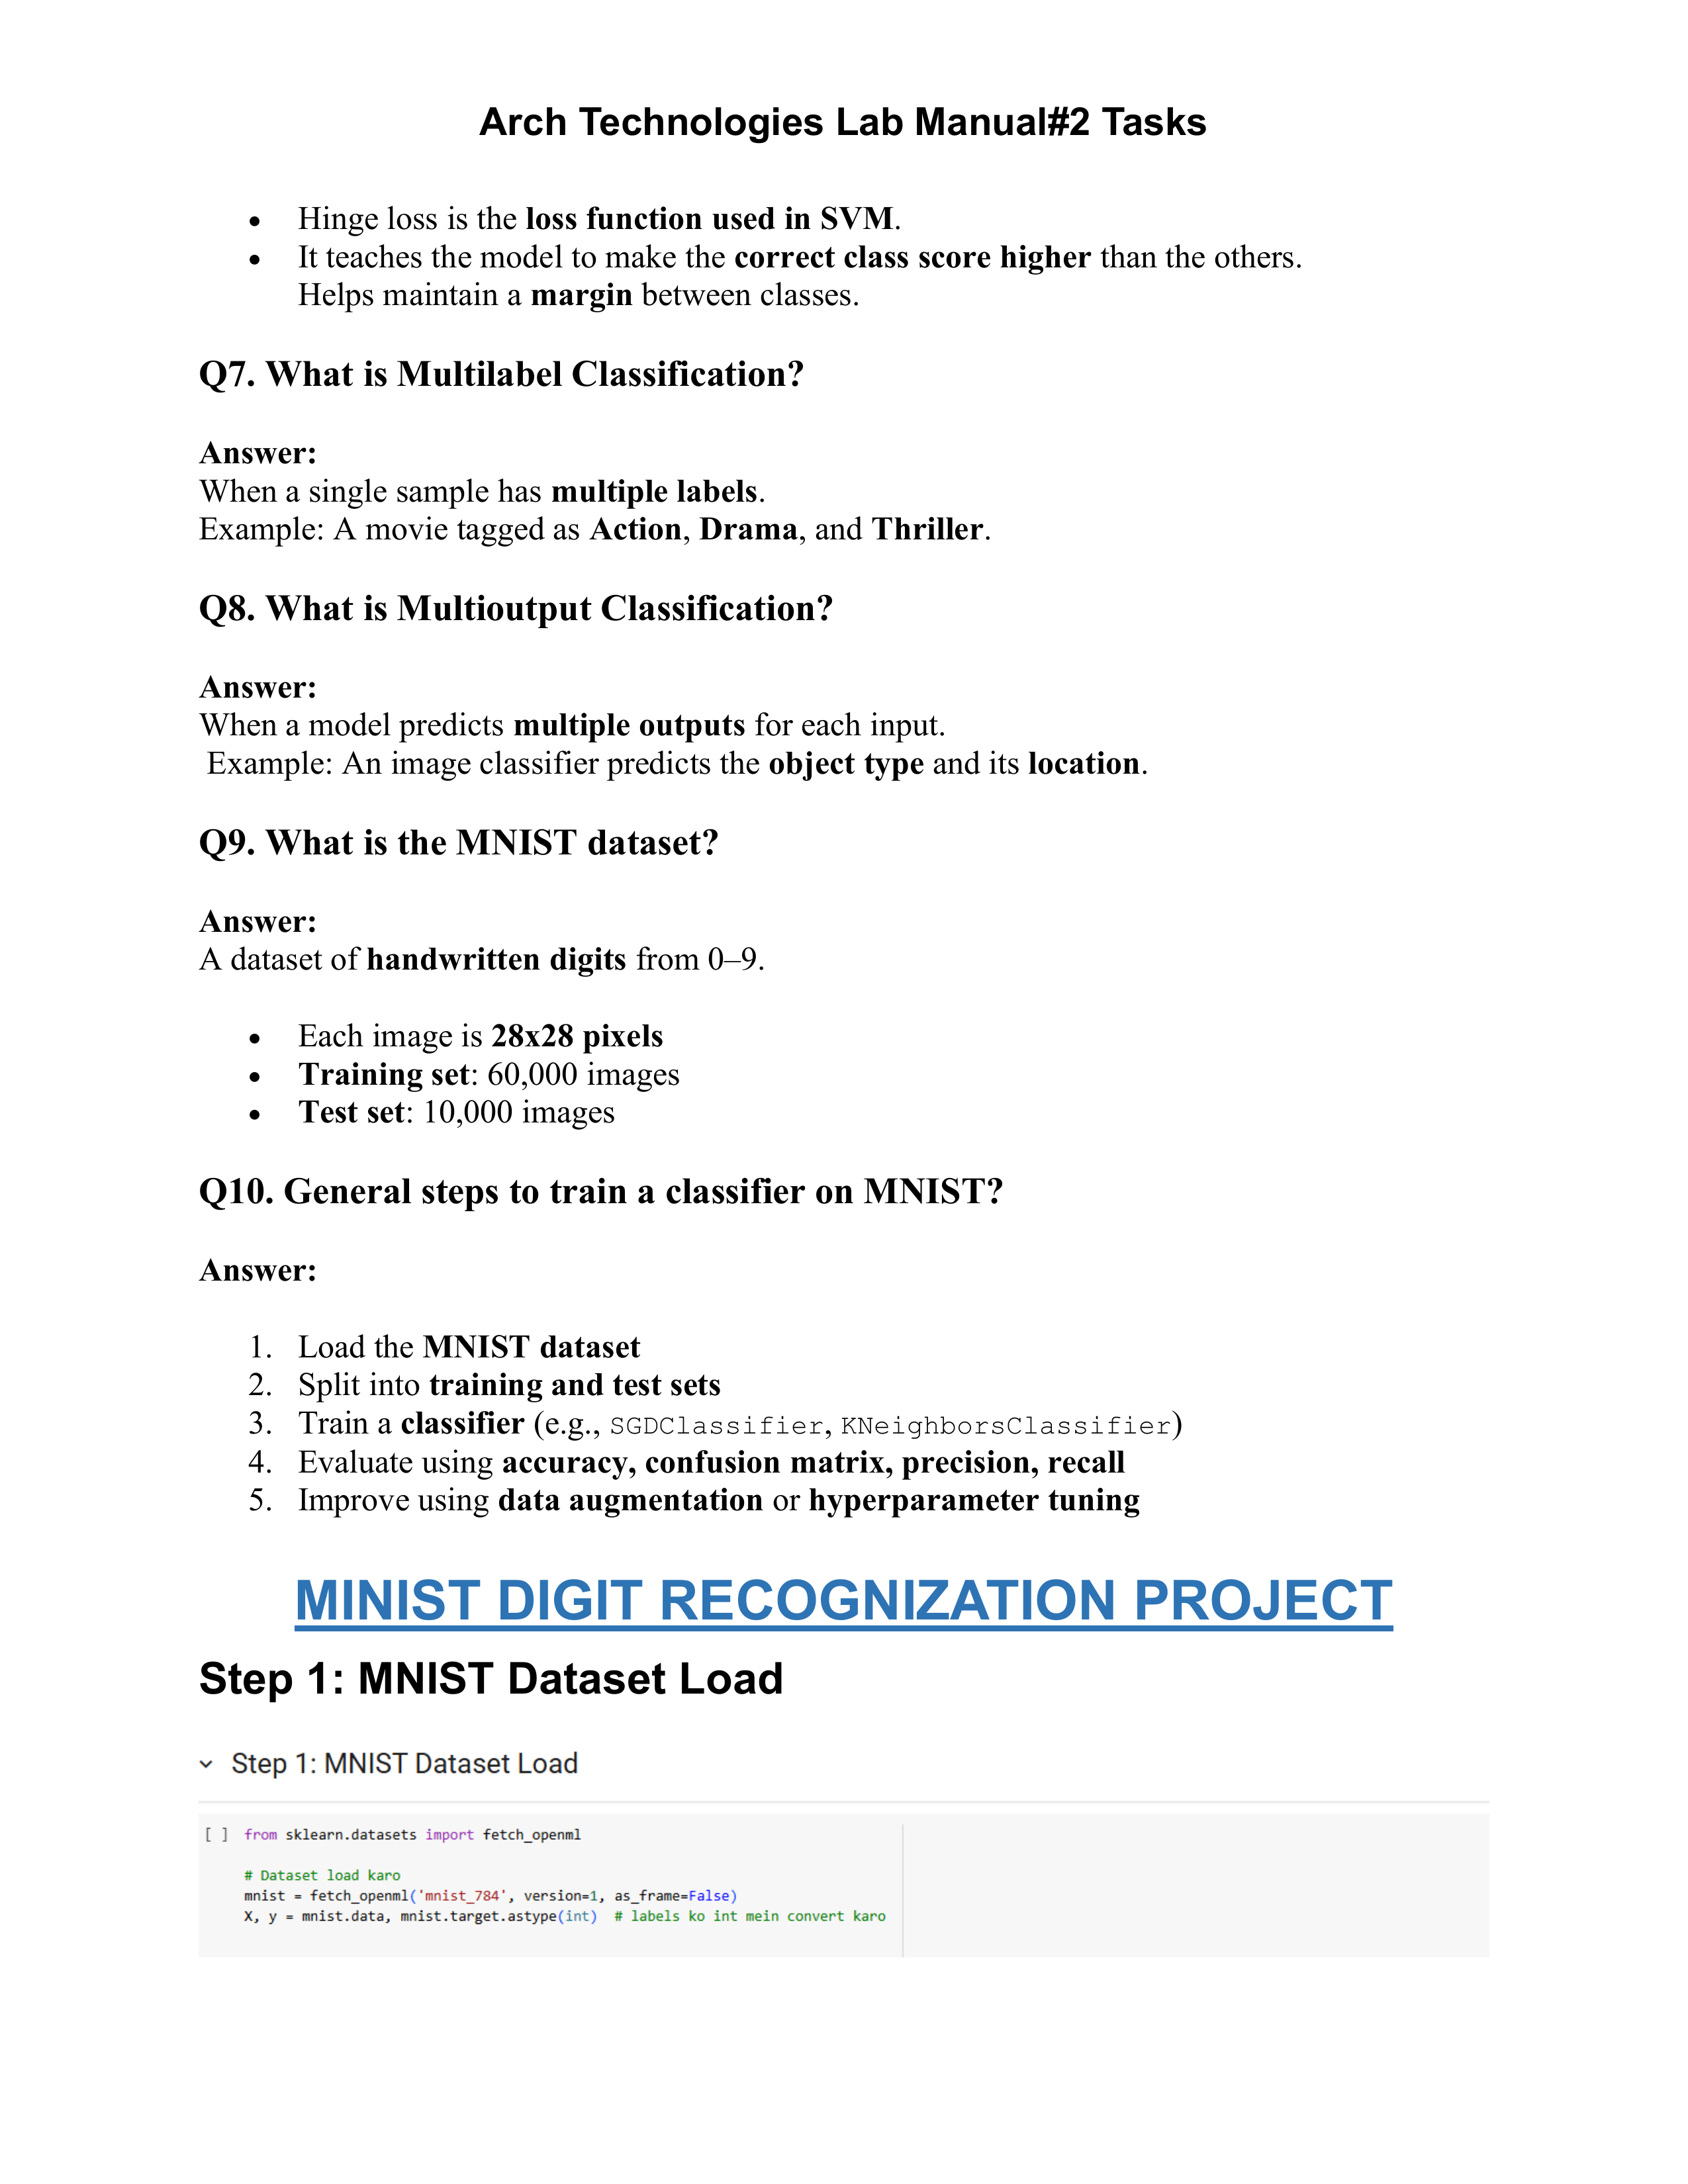 Arch Technologies Lab Manual#2 Tasks
• Hinge loss is the loss function used in SVM.
• It teaches the model to make the correct class score higher than the others.
Helps maintain a margin between classes.
Q7. What is Multilabel Classification?
Answer:
When a single sample has multiple labels.
Example: A movie tagged as Action, Drama, and Thriller.
Q8. What is Multioutput Classification?
Answer:
When a model predicts multiple outputs for each input.
Example: An image classifier predicts the object type and its location.
Q9. What is the MNIST dataset?
Answer:
A dataset of handwritten digits from 0–9.
• Each image is 28x28 pixels
• Training set: 60,000 images
• Test set: 10,000 images
Q10. General steps to train a classifier on MNIST?
Answer:
1. Load the MNIST dataset
2. Split into training and test sets
3. Train a classifier (e.g., SGDClassifier, KNeighborsClassifier)
4. Evaluate using accuracy, confusion matrix, precision, recall
5. Improve using data augmentation or hyperparameter tuning
MINIST DIGIT RECOGNIZATION PROJECT
Step 1: MNIST Dataset Load
Step 1: MNIST Dataset Load
[ ] from sklearn.datasets import fetch_openml
# Dataset load karo
mnist = fetch_openml('mnist_784', version=1, as_frame=False)
X, y = mnist.data, mnist.target.astype(int)  # labels ko int mein convert karo